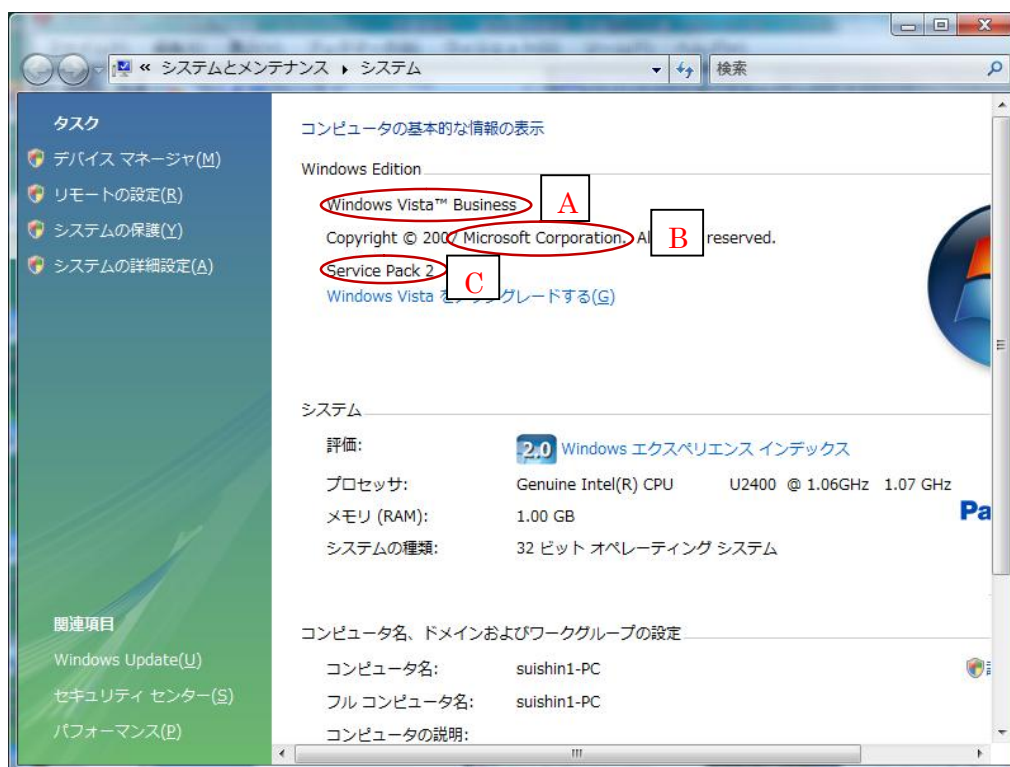 « システムとメンテナンス ▸ システム
検索
タスク
デバイス マネージャ(M)
リモートの設定(R)
システムの保護(Y)
システムの詳細設定(A)
コンピュータの基本的な情報の表示
Windows Edition
Windows Vista™ Business
A
Copyright © 2007 Microsoft Corporation.
B
reserved.
Service Pack 2
C
Windows Vista
グレードする(G)
システム
評価:
2.0 Windows エクスペリエンス インデックス
プロセッサ:
Genuine Intel(R) CPU U2400 @ 1.06GHz 1.07 GHz
メモリ (RAM):
1.00 GB
Pa
システムの種類:
32 ビット オペレーティング システム
コンピュータ名、ドメインおよびワークグループの設定
コンピュータ名:
suishin1-PC
フル コンピュータ名:
suishin1-PC
コンピュータの説明:
関連項目
Windows Update(U)
セキュリティ センター(S)
パフォーマンス(P)